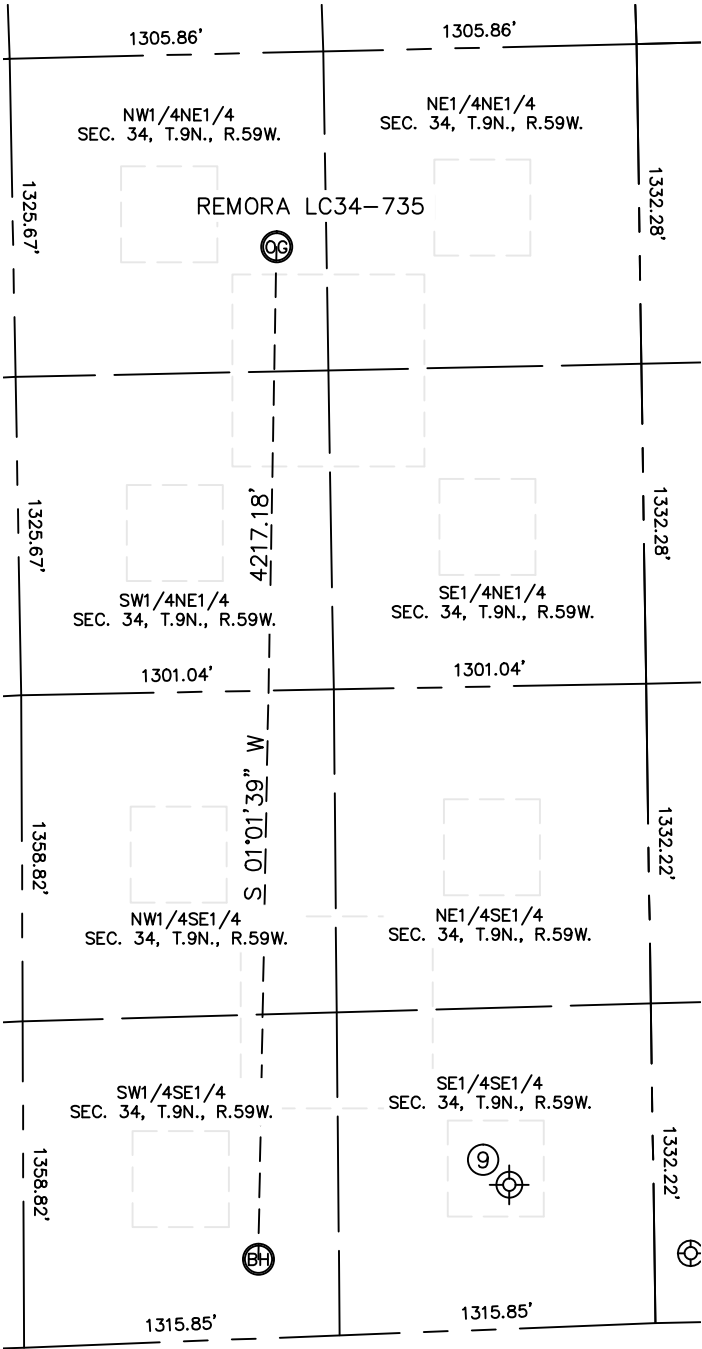 1305.86'
1305.86'
NW1/4NE1/4
SEC. 34, T.9N., R.59W.
NE1/4NE1/4
SEC. 34, T.9N., R.59W.
1325.67'
REMORA LC34-735
1332.28'
OG
1325.67'
4217.18'
1332.28'
SW1/4NE1/4
SEC. 34, T.9N., R.59W.
SE1/4NE1/4
SEC. 34, T.9N., R.59W.
1301.04'
1301.04'
S 01°01'39" W
1358.82'
1332.22'
NW1/4SE1/4
SEC. 34, T.9N., R.59W.
NE1/4SE1/4
SEC. 34, T.9N., R.59W.
SW1/4SE1/4
SEC. 34, T.9N., R.59W.
SE1/4SE1/4
SEC. 34, T.9N., R.59W.
1358.82'
9
1332.22'
BH
1315.85'
1315.85'